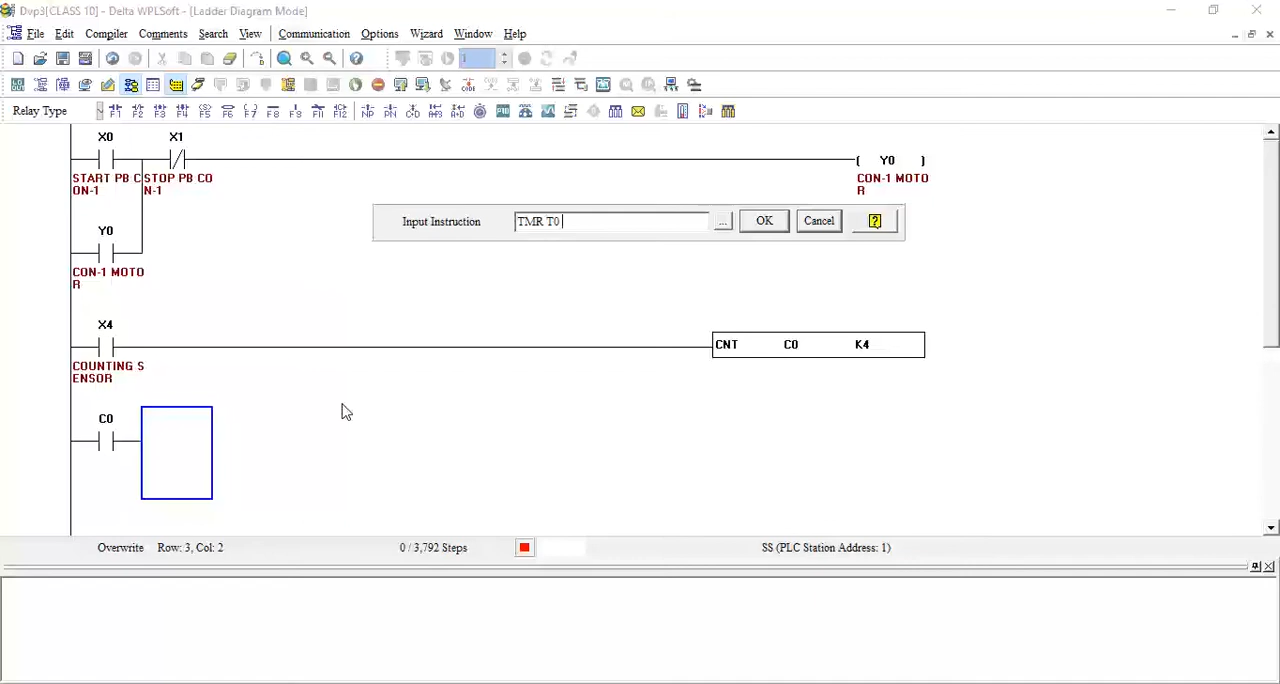 Dvp3[CLASS 10] - Delta WPLSoft - [Ladder Diagram Mode]
File Edit Compiler Comments Search View Communication Options Wizard Window Help
1
Relay Type
X0 X1
Y0
START PB C
ON-1
STOP PB CO
N-1
CON-1 MOTO
R
Input Instruction TMR T0 ... OK Cancel ?
Y0
CON-1 MOTO
R
X4
CNT C0 K4
COUNTING S
ENSOR
C0
Overwrite Row: 3, Col: 2 0 / 3,792 Steps SS (PLC Station Address: 1)